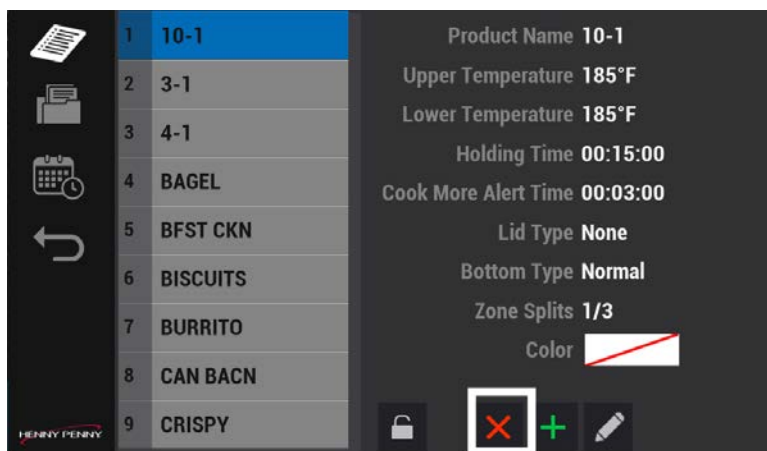 1 10-1
2 3-1
3 4-1
4 BAGEL
5 BFST CKN
6 BISCUITS
7 BURRITO
8 CAN BACN
9 CRISPY
Product Name 10-1
Upper Temperature 185°F
Lower Temperature 185°F
Holding Time 00:15:00
Cook More Alert Time 00:03:00
Lid Type None
Bottom Type Normal
Zone Splits 1/3
Color
HENNY PENNY